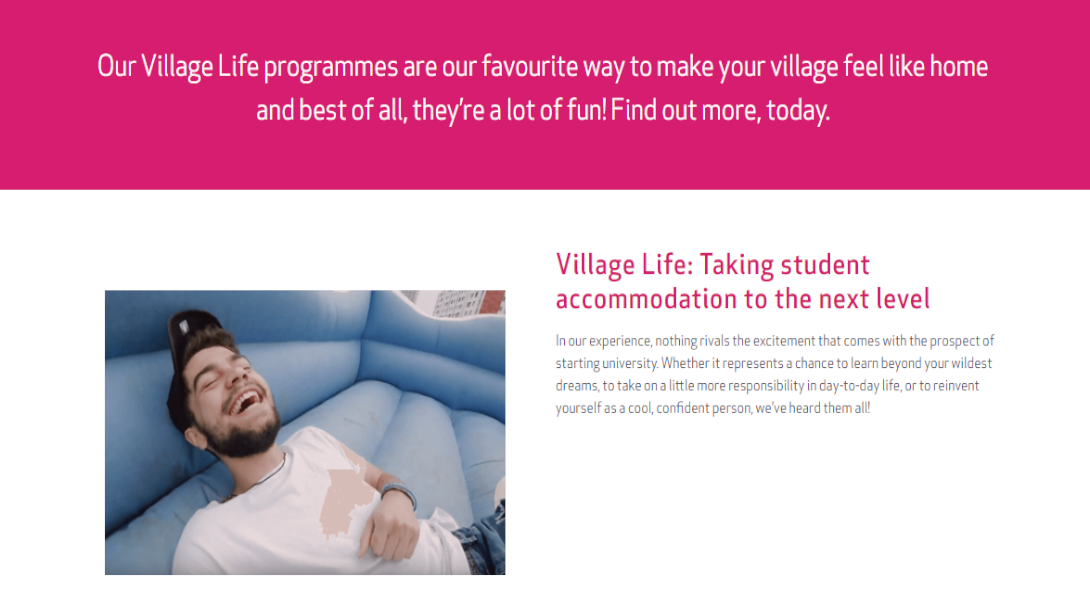 Our Village Life programmes are our favourite way to make your village feel like home
and best of all, they're a lot of fun! Find out more, today.
Village Life: Taking student
accommodation to the next level
In our experience, nothing rivals the excitement that comes with the prospect of
starting university. Whether it represents a chance to learn beyond your wildest
dreams, to take on a little more responsibility in day-to-day life, or to reinvent
yourself as a cool, confident person, we've heard them all!